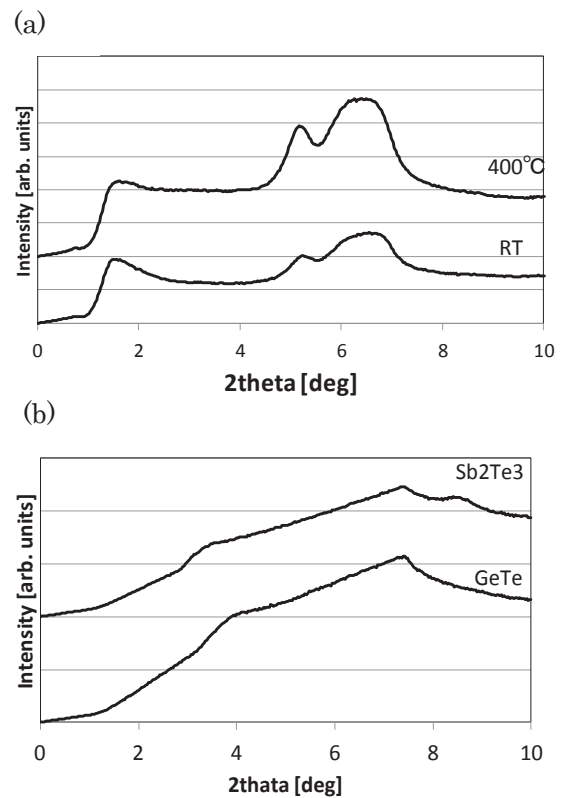 (a)
Intensity [arb. units]
400°C
RT
0 2 4 6 8 10
2theta [deg]
(b)
Intensity [arb. units]
Sb2Te3
GeTe
0 2 4 6 8 10
2thata [deg]